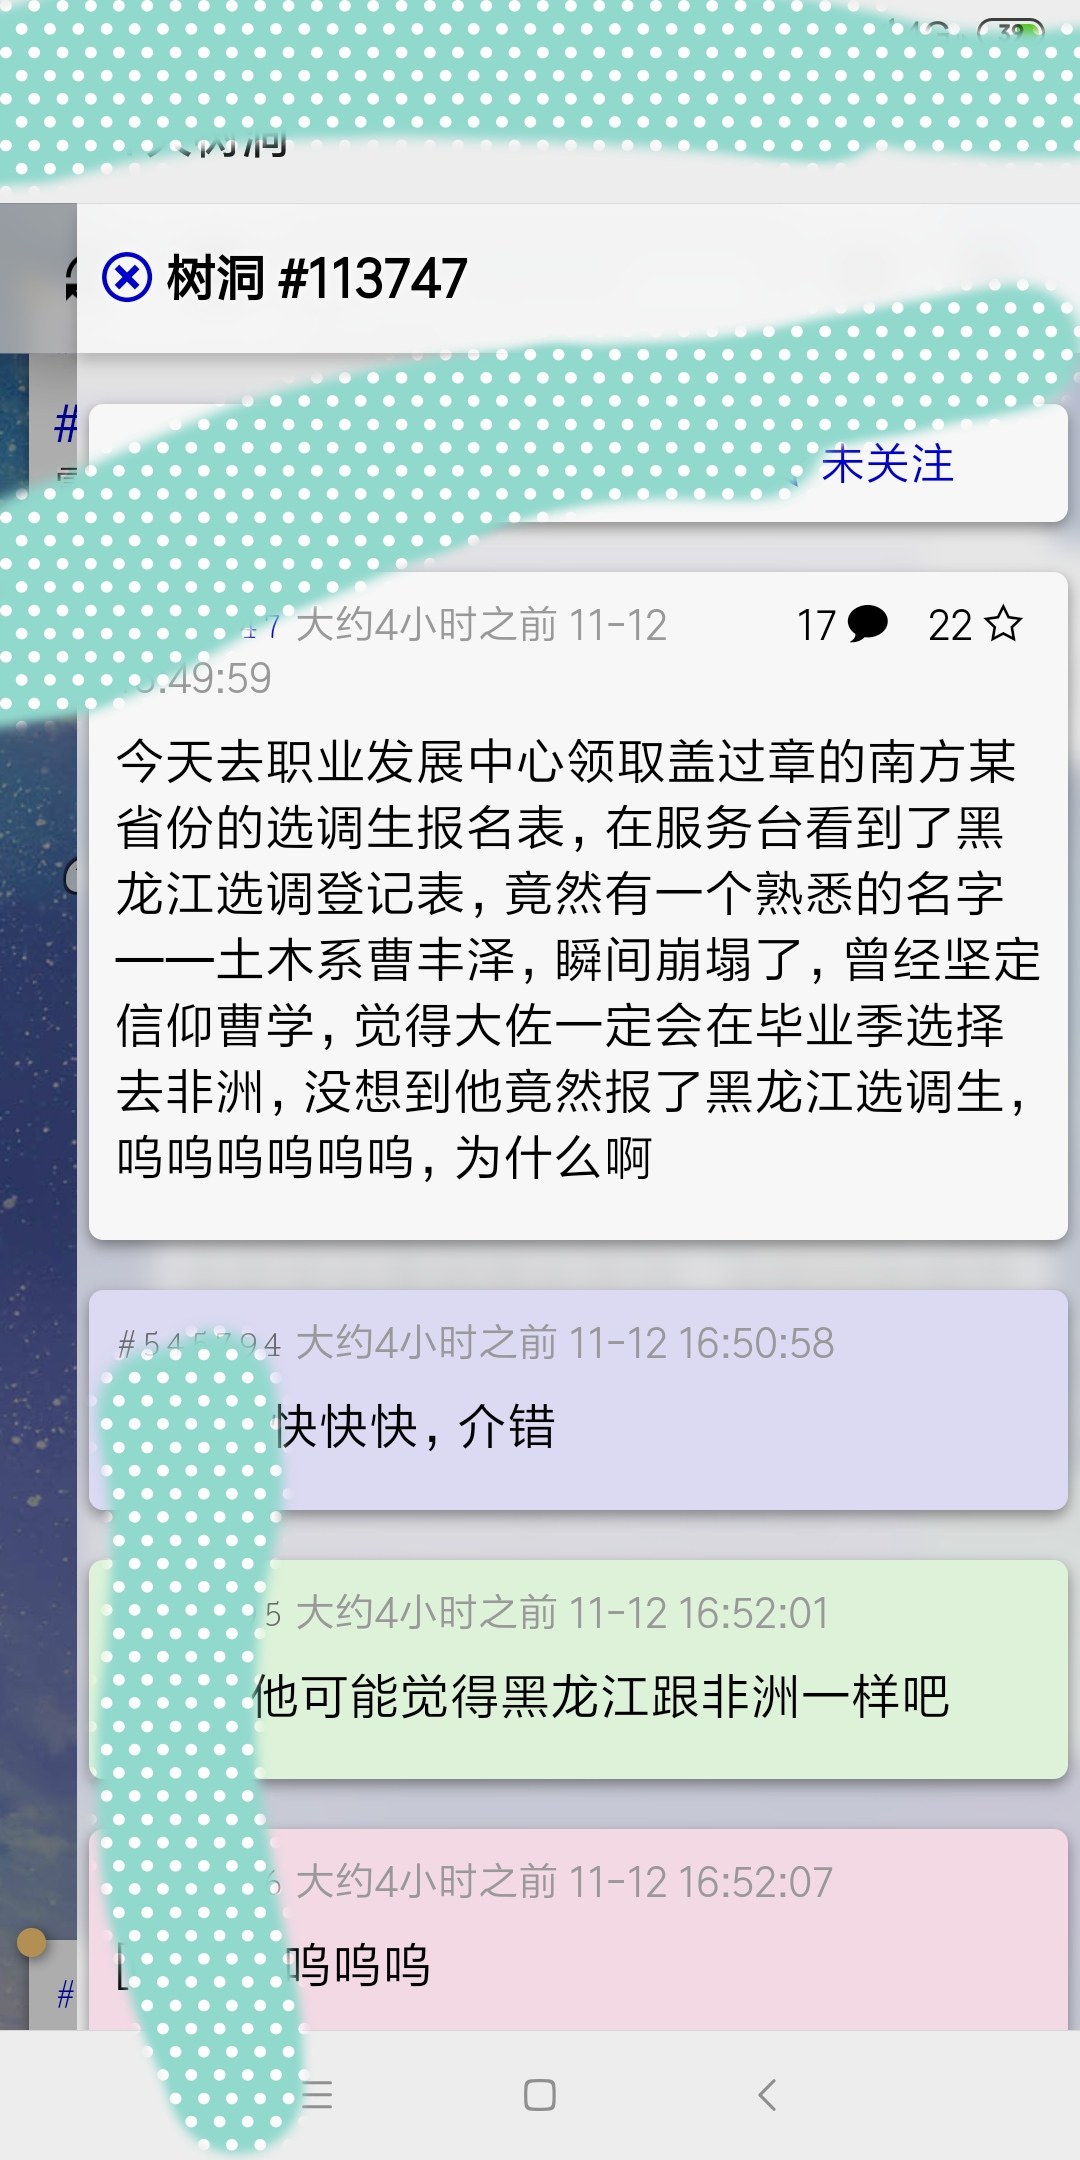 39
树洞 #113747
未关注
大约4小时之前 11-12
17 22
49:59
今天去职业发展中心领取盖过章的南方某
省份的选调生报名表，在服务台看到了黑
龙江选调登记表，竟然有一个熟悉的名字
——土木系曹丰泽，瞬间崩塌了，曾经坚定
信仰曹学，觉得大佐一定会在毕业季选择
去非洲，没想到他竟然报了黑龙江选调生，
呜呜呜呜呜呜，为什么啊
#545794 大约4小时之前 11-12 16:50:58
快快快，介错
5 大约4小时之前 11-12 16:52:01
他可能觉得黑龙江跟非洲一样吧
6 大约4小时之前 11-12 16:52:07
呜呜呜